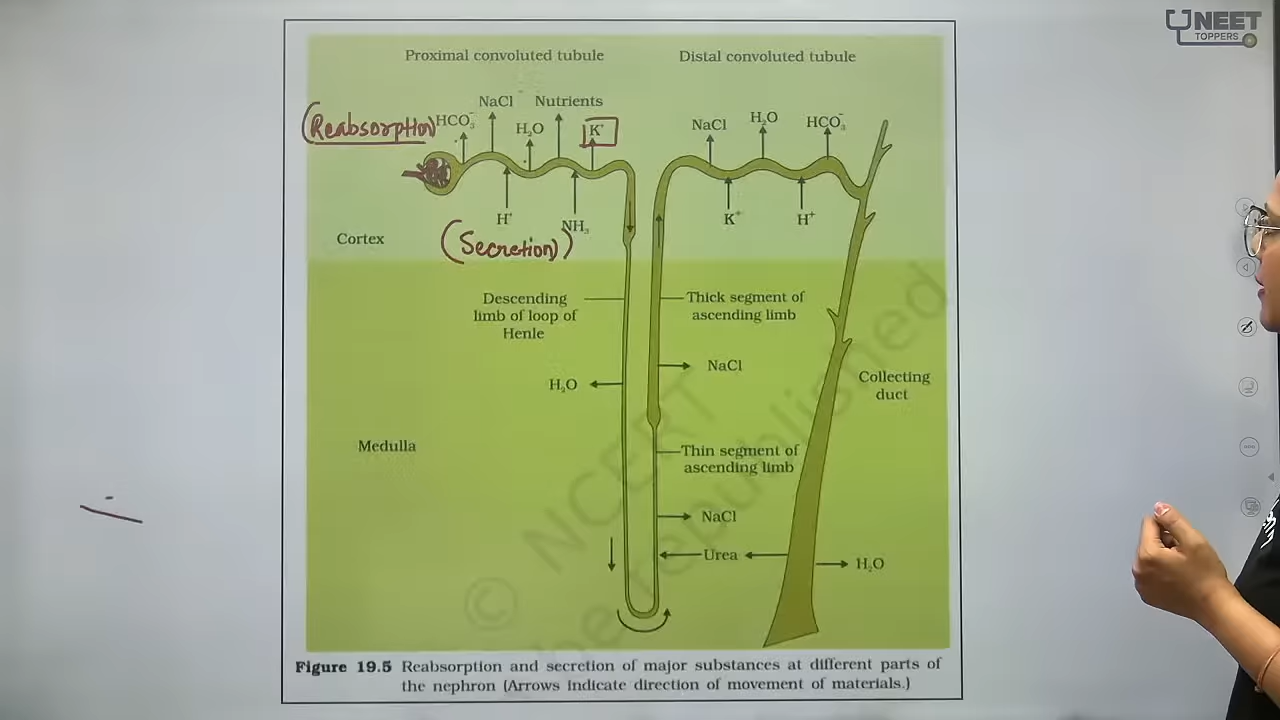 NEET
TOPPERS
Proximal convoluted tubule
Distal convoluted tubule
(Reabsorption)
HCO₃⁻
NaCl
H₂O
Nutrients
K⁺
NaCl
H₂O
HCO₃⁻
H⁺
NH₃
K⁺
H⁺
(Secretion)
Cortex
Descending
limb of loop of
Henle
Thick segment of
ascending limb
NaCl
H₂O
Collecting
duct
Medulla
Thin segment of
ascending limb
NaCl
Urea
H₂O
© NCERT
be republished
Figure 19.5 Reabsorption and secretion of major substances at different parts of
the nephron (Arrows indicate direction of movement of materials.)